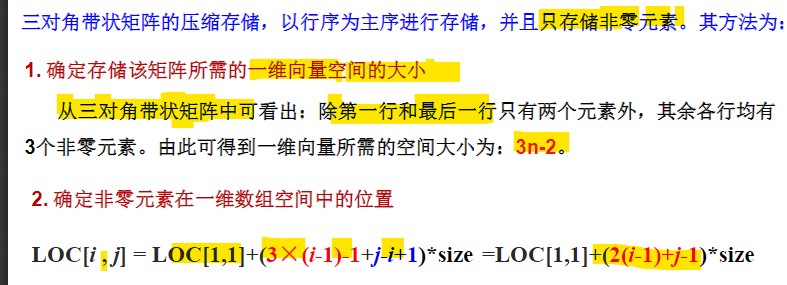 三对角带状矩阵的压缩存储，以行序为主序进行存储，并且只存储非零元素。其方法为：
1. 确定存储该矩阵所需的一维向量空间的大小
从三对角带状矩阵中可看出：除第一行和最后一行只有两个元素外，其余各行均有
3个非零元素。由此可得到一维向量所需的空间大小为：3n-2。
2. 确定非零元素在一维数组空间中的位置
LOC[i , j] = LOC[1,1]+(3×(i-1)-1+j-i+1)*size =LOC[1,1]+(2(i-1)+j-1)*size